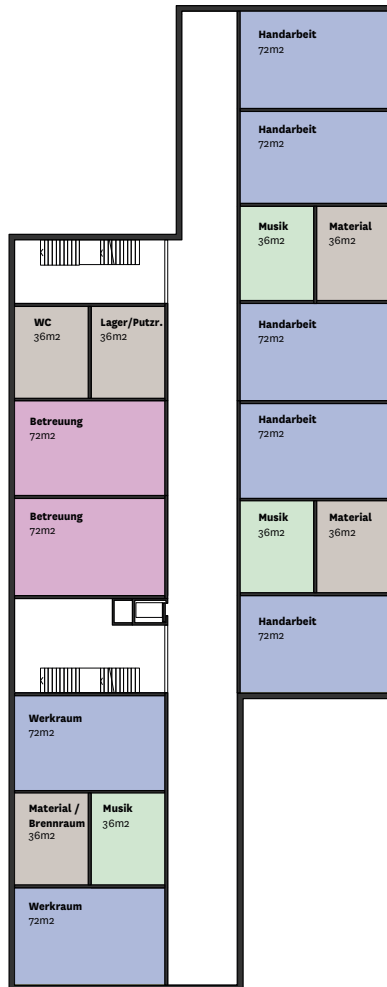 Handarbeit
72m2
Handarbeit
72m2
Musik
36m2
Material
36m2
WC
36m2
Lager/Putzr.
36m2
Handarbeit
72m2
Betreuung
72m2
Handarbeit
72m2
Betreuung
72m2
Musik
36m2
Material
36m2
Handarbeit
72m2
Werkraum
72m2
Material /
Brennraum
36m2
Musik
36m2
Werkraum
72m2